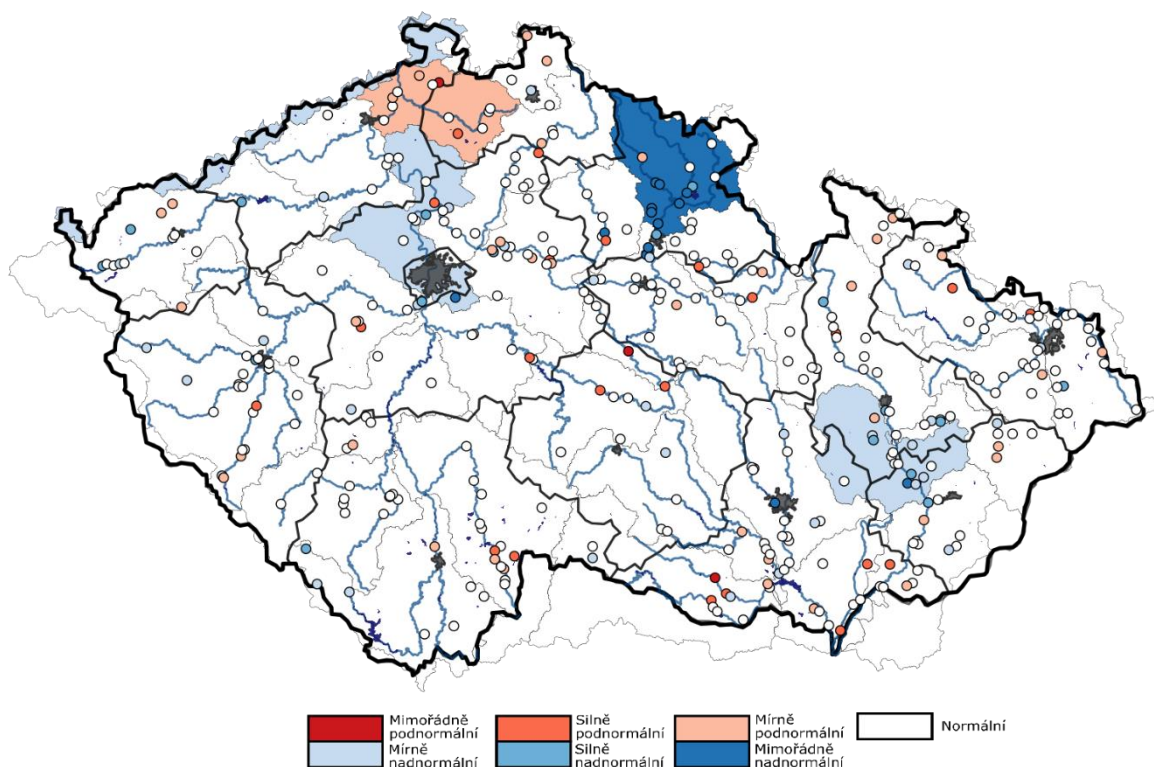 Mimořádně
podnormální
Silně
podnormální
Mírně
podnormální
Normální
Mírně
nadnormální
Silně
nadnormální
Mimořádně
nadnormální